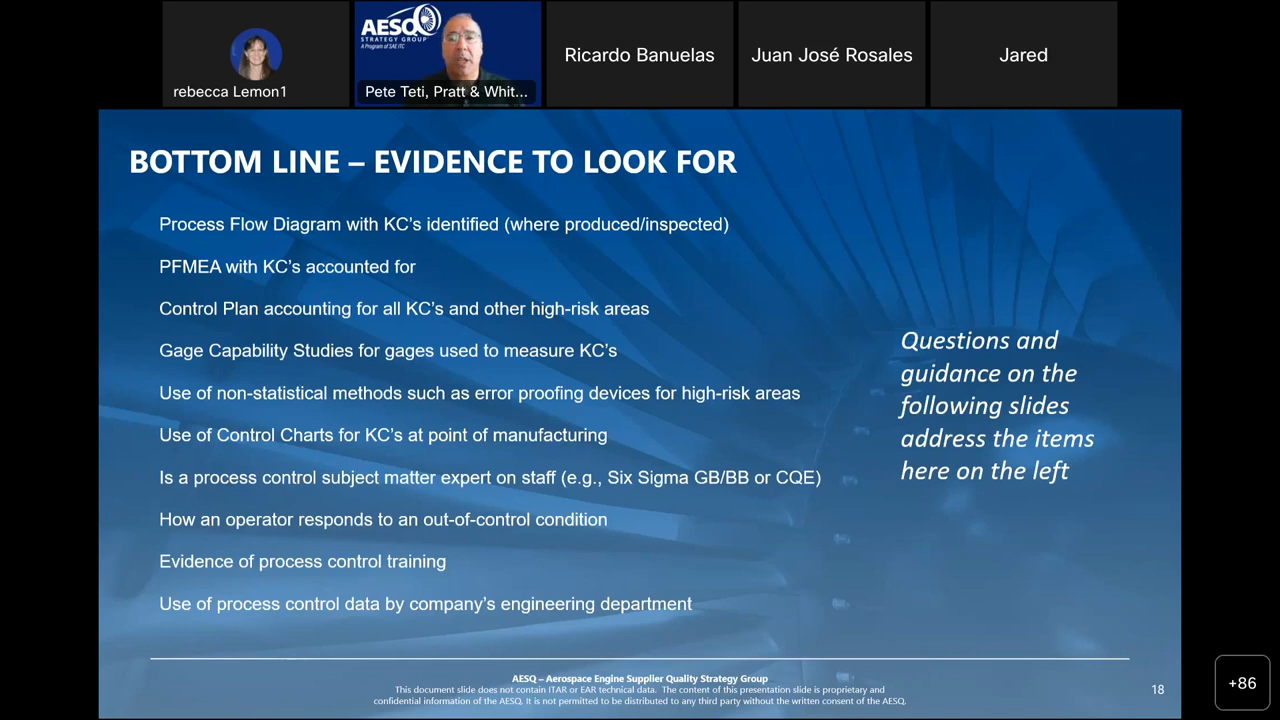 AESQ
STRATEGY GROUP
A Program of SAE ITC
rebecca Lemon1
Pete Teti, Pratt & Whit...
Ricardo Banuelas
Juan José Rosales
Jared
BOTTOM LINE – EVIDENCE TO LOOK FOR
Process Flow Diagram with KC’s identified (where produced/inspected)
PFMEA with KC’s accounted for
Control Plan accounting for all KC’s and other high-risk areas
Gage Capability Studies for gages used to measure KC’s
Use of non-statistical methods such as error proofing devices for high-risk areas
Use of Control Charts for KC’s at point of manufacturing
Is a process control subject matter expert on staff (e.g., Six Sigma GB/BB or CQE)
How an operator responds to an out-of-control condition
Evidence of process control training
Use of process control data by company’s engineering department
Questions and
guidance on the
following slides
address the items
here on the left
AESQ – Aerospace Engine Supplier Quality Strategy Group
This document slide does not contain ITAR or EAR technical data. The content of this presentation slide is proprietary and
confidential information of the AESQ. It is not permitted to be distributed to any third party without the written consent of the AESQ.
18
+86